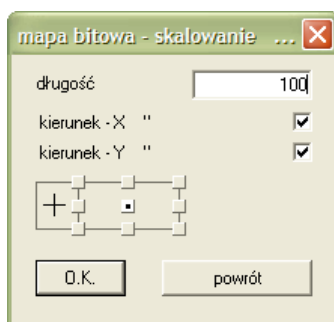 mapa bitowa - skalowanie ...
długość 100
kierunek - X "
kierunek - Y "
O.K. powrót